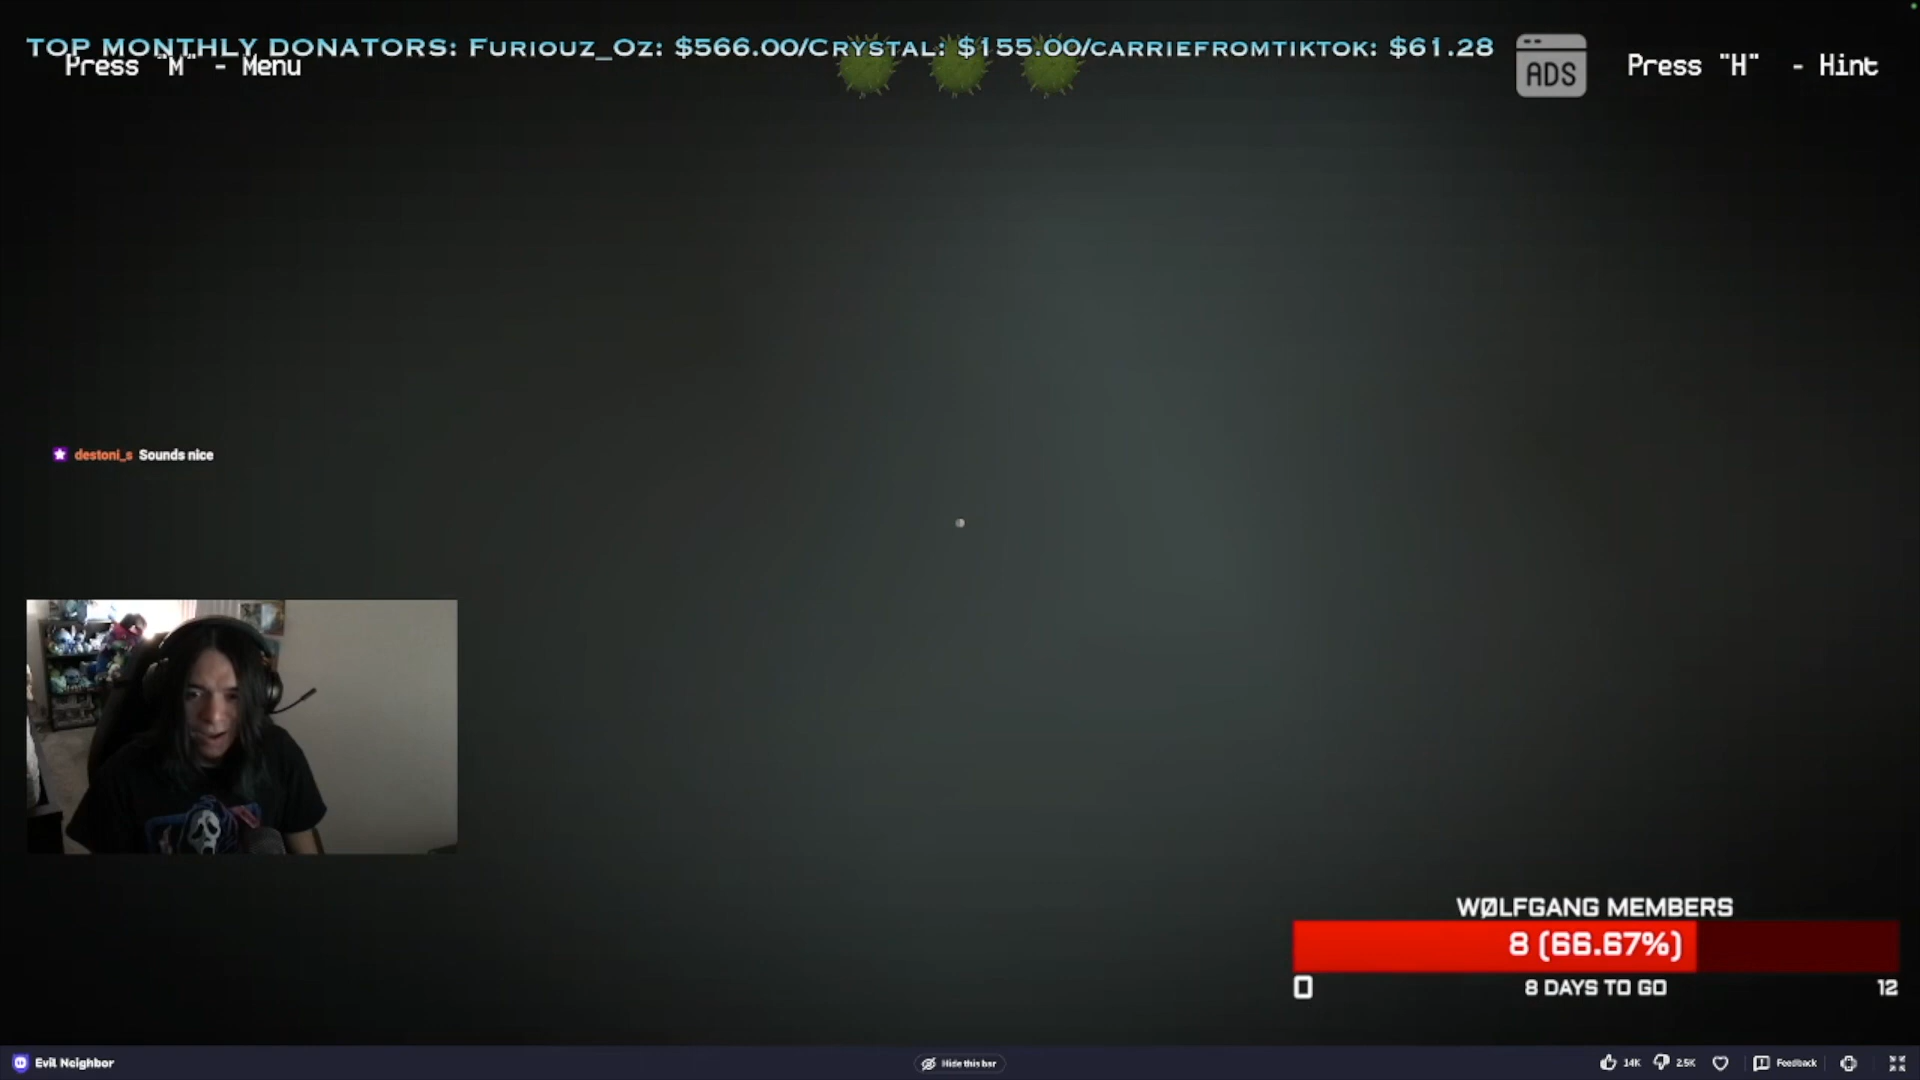 TOP MONTHLY DONATORS: FURIOUZ_OZ: $566.00/CRYSTAL: $155.00/CARRIEFROMTIKTOK: $61.28
Press "M" - Menu
ADS
Press "H" - Hint
destoni_s Sounds nice
WØLFGANG MEMBERS
8 (66.67%)
0 8 DAYS TO GO 12
Evil Neighbor
Hide this bar
14K
2.5K
Feedback